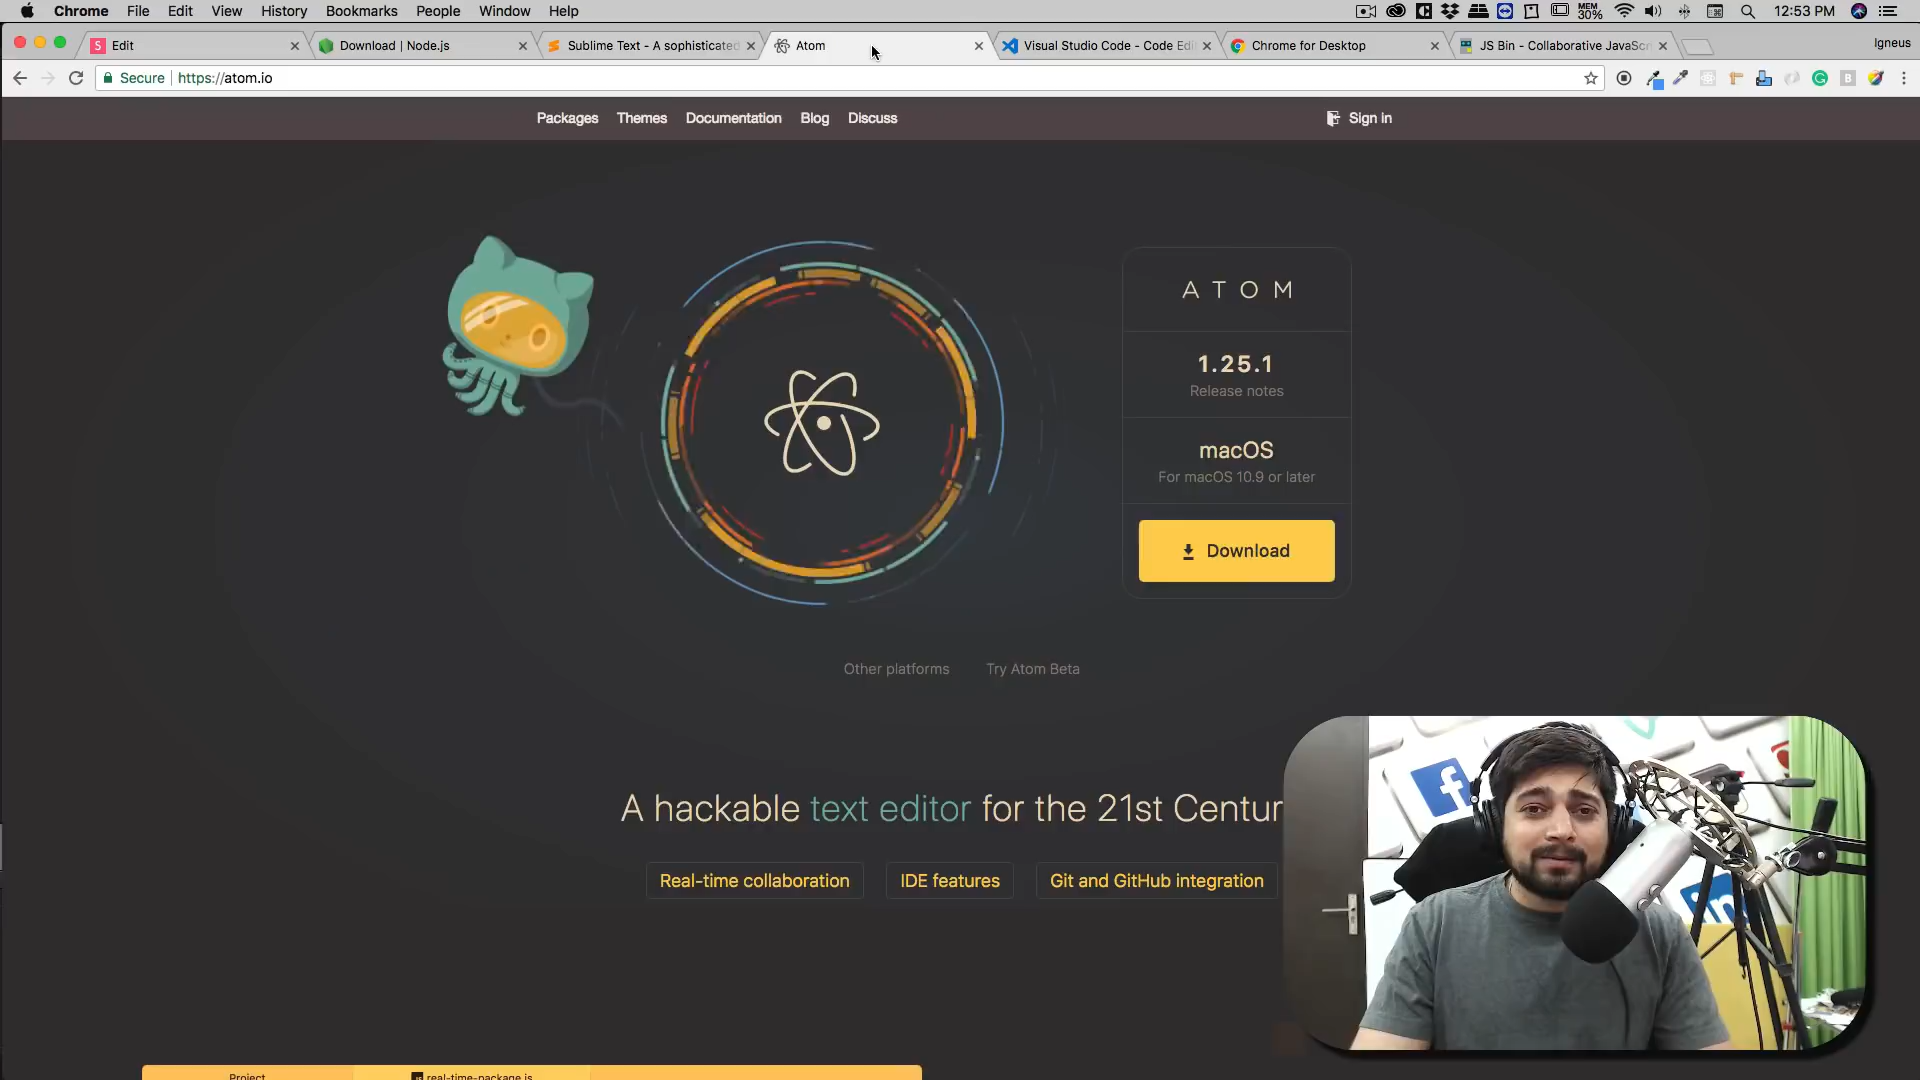 Chrome File Edit View History Bookmarks People Window Help MEM 30% 12:53 PM
Edit Download | Node.js Sublime Text - A sophisticated Atom Visual Studio Code - Code Edi Chrome for Desktop JS Bin - Collaborative JavaScr Igneus
Secure https://atom.io
Packages Themes Documentation Blog Discuss Sign in
ATOM
1.25.1
Release notes
macOS
For macOS 10.9 or later
Download
Other platforms Try Atom Beta
A hackable text editor for the 21st Centur
Real-time collaboration IDE features Git and GitHub integration
Project real-time-package.js